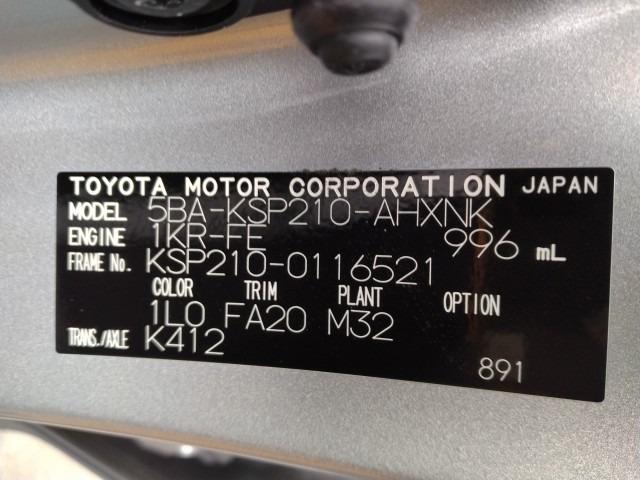 TOYOTA MOTOR CORPORATION JAPAN
MODEL 5BA-KSP210-AHXNK
ENGINE 1KR-FE 996 mL
FRAME No. KSP210-0116521
COLOR TRIM PLANT OPTION
1L0 FA20 M32
TRANS./AXLE K412
891